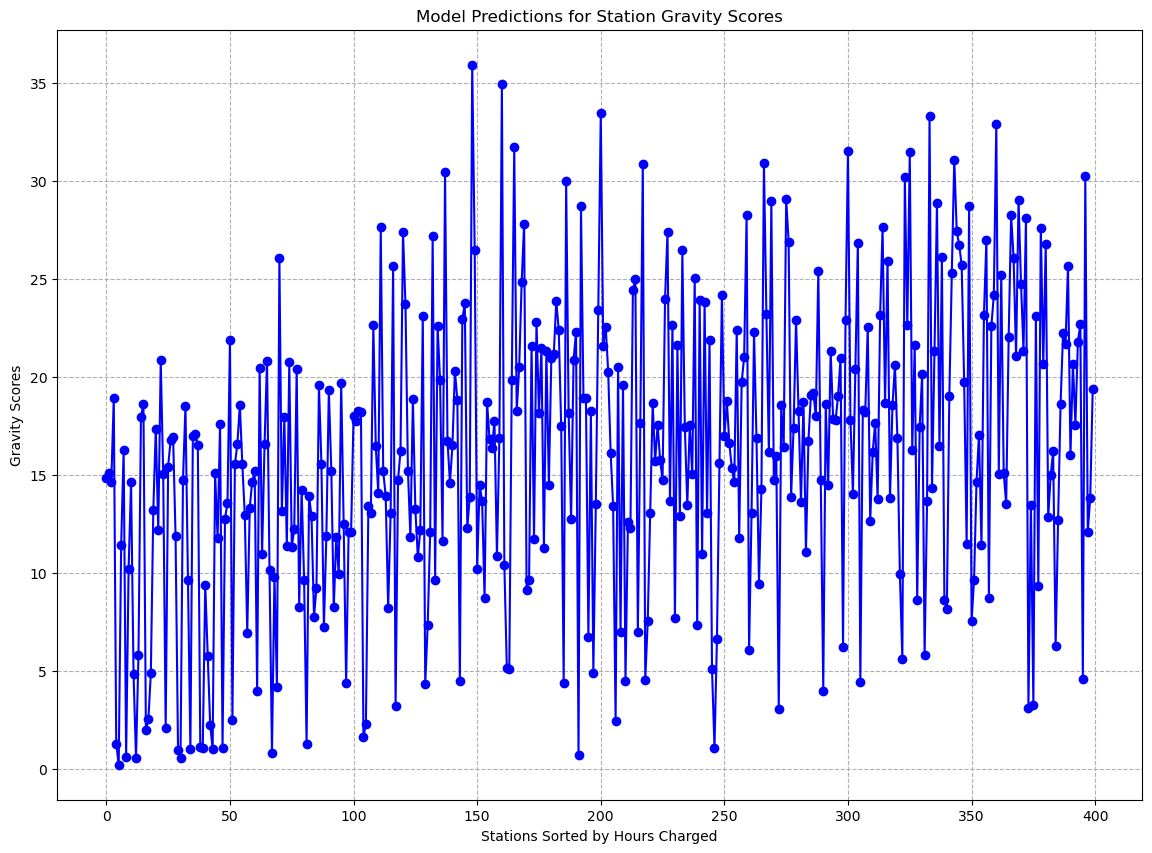 Model Predictions for Station Gravity Scores
35
30
25
20
15
10
5
0
Gravity Scores
0 50 100 150 200 250 300 350 400
Stations Sorted by Hours Charged